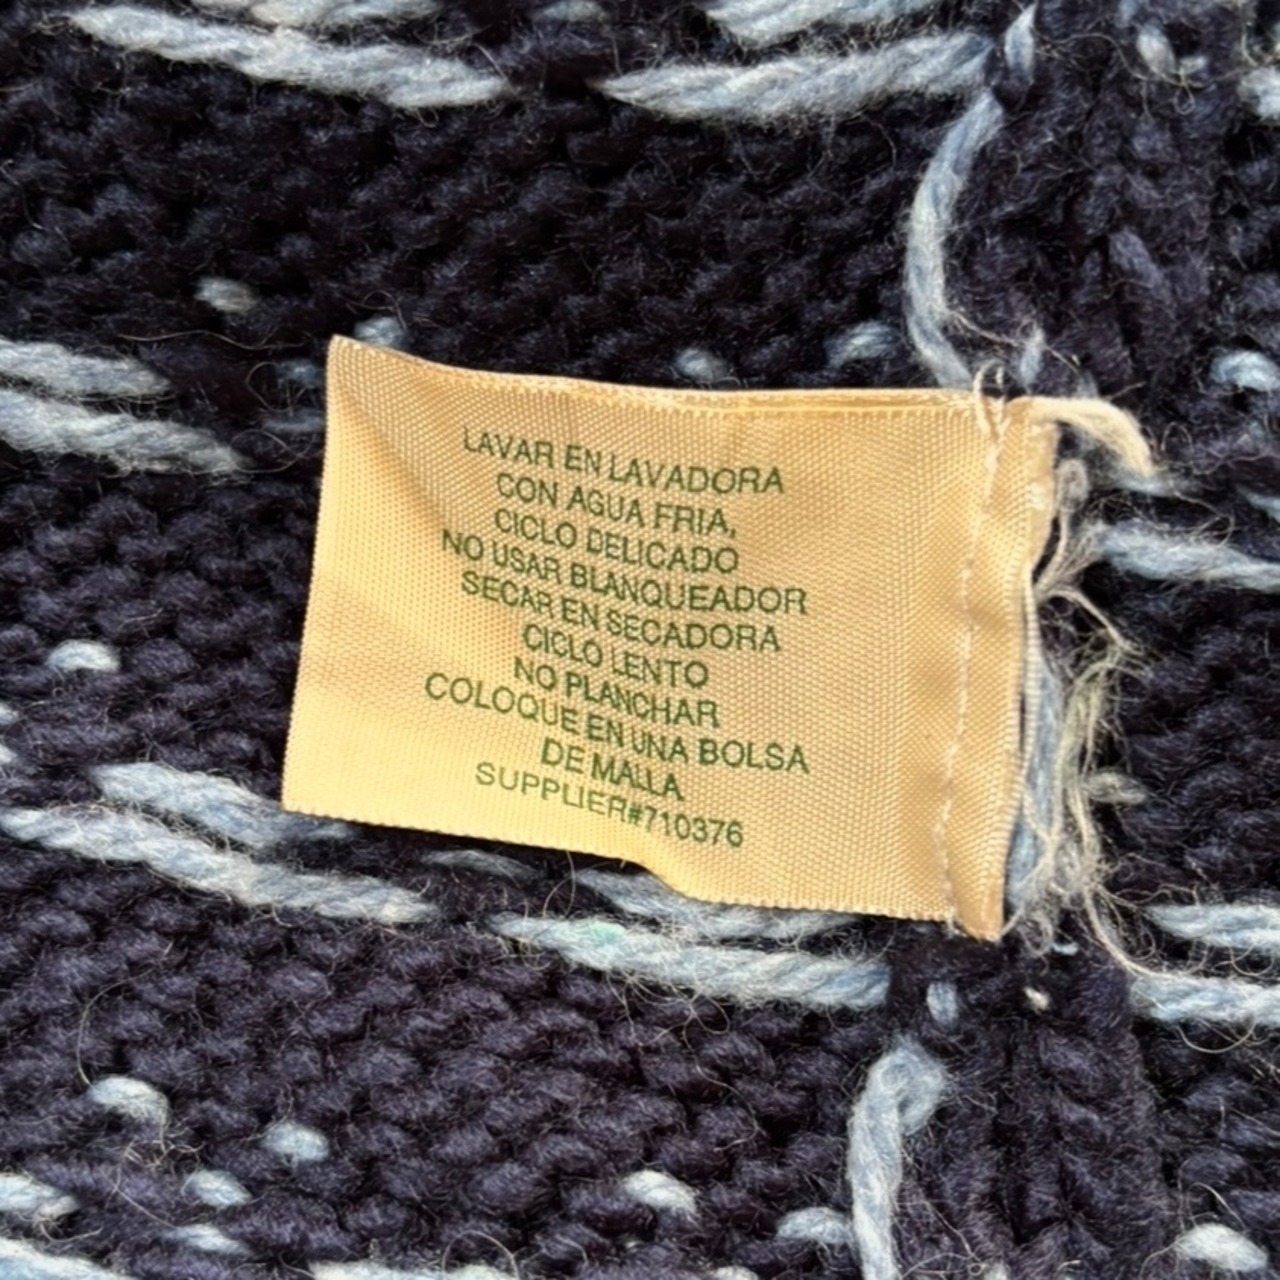 LAVAR EN LAVADORA
CON AGUA FRIA,
CICLO DELICADO
NO USAR BLANQUEADOR
SECAR EN SECADORA
CICLO LENTO
NO PLANCHAR
COLOQUE EN UNA BOLSA
DE MALLA
SUPPLIER#710376